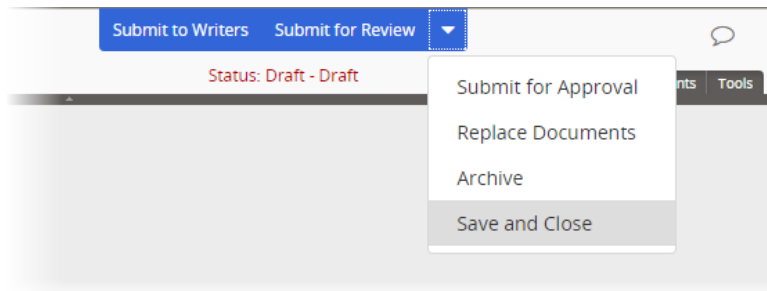 Submit to Writers Submit for Review
Status: Draft - Draft
Submit for Approval
Tools
Replace Documents
Archive
Save and Close